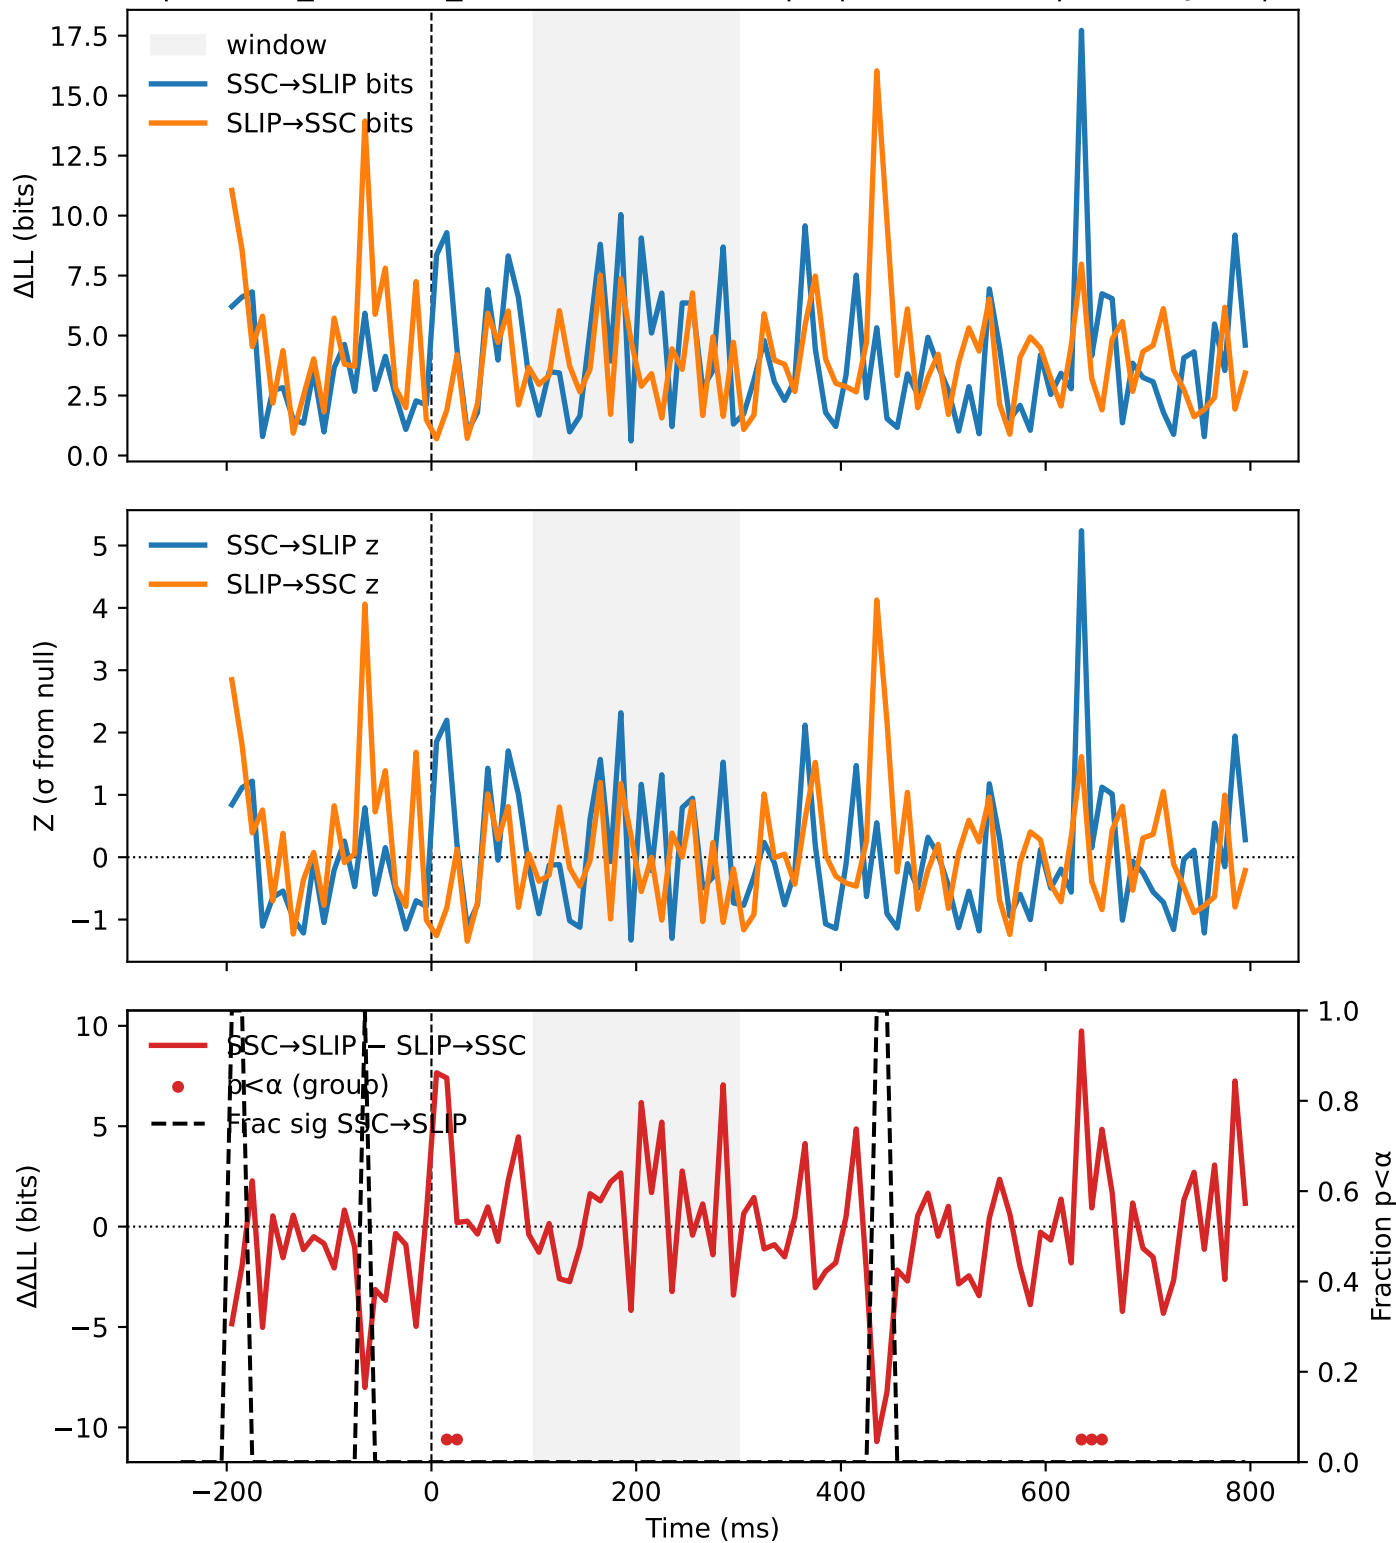 window
SSC→SLIP bits
SLIP→SSC bits
17.5
15.0
12.5
10.0
7.5
5.0
2.5
0.0
ΔLL (bits)
SSC→SLIP z
SLIP→SSC z
5
4
3
2
1
0
−1
Z (σ from null)
SSC→SLIP − SLIP→SSC
p<α (group)
Frac sig SSC→SLIP
10
5
0
−5
−10
ΔΔLL (bits)
1.0
0.8
0.6
0.4
0.2
0.0
Fraction p<α
−200
0
200
400
600
800
Time (ms)